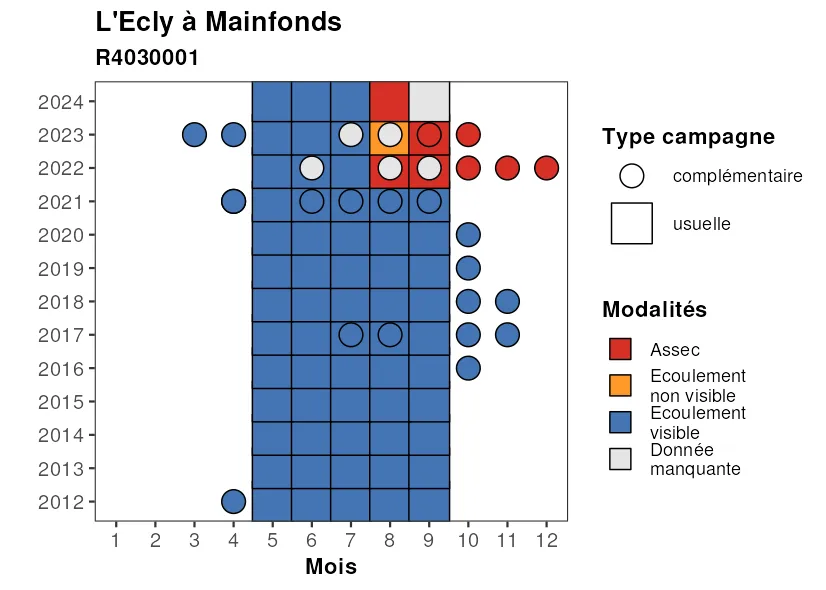 L'Ecly à Mainfonds
R4030001
2024
2023
2022
2021
2020
2019
2018
2017
2016
2015
2014
2013
2012
1 2 3 4 5 6 7 8 9 10 11 12
Mois
Type campagne
complémentaire
usuelle
Modalités
Assec
Ecoulement
non visible
Ecoulement
visible
Donnée
manquante